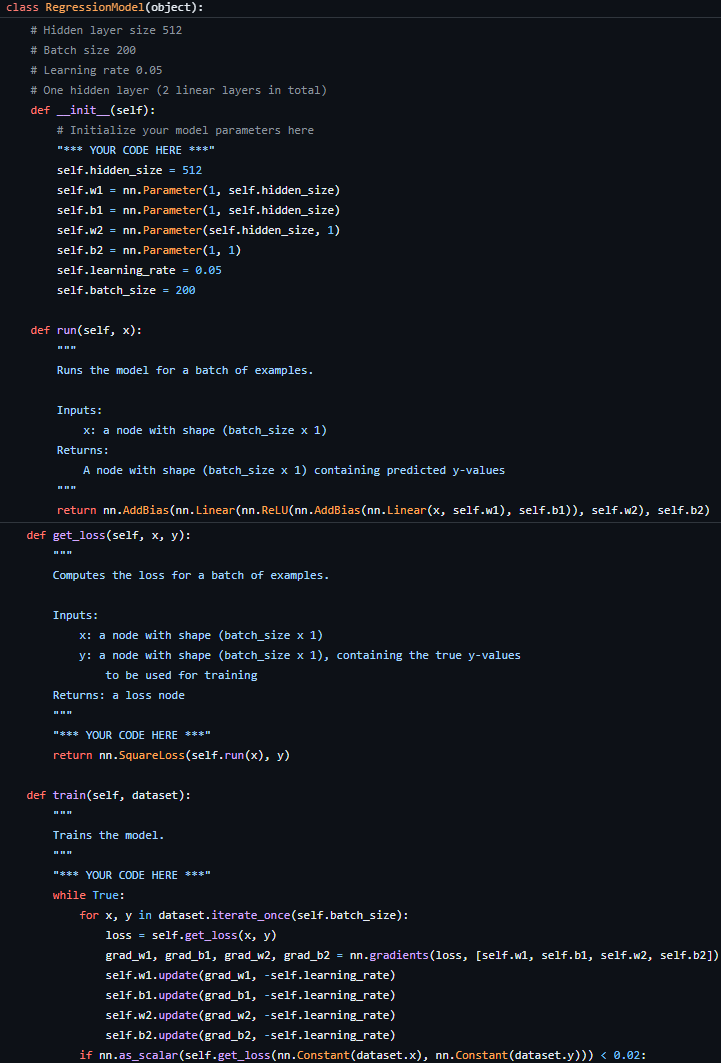 class RegressionModel(object):
# Hidden layer size 512
# Batch size 200
# Learning rate 0.05
# One hidden layer (2 linear layers in total)
def __init__(self):
# Initialize your model parameters here
"*** YOUR CODE HERE ***"
self.hidden_size = 512
self.w1 = nn.Parameter(1, self.hidden_size)
self.b1 = nn.Parameter(1, self.hidden_size)
self.w2 = nn.Parameter(self.hidden_size, 1)
self.b2 = nn.Parameter(1, 1)
self.learning_rate = 0.05
self.batch_size = 200
def run(self, x):
"""
Runs the model for a batch of examples.
Inputs:
x: a node with shape (batch_size x 1)
Returns:
A node with shape (batch_size x 1) containing predicted y-values
"""
return nn.AddBias(nn.Linear(nn.ReLU(nn.AddBias(nn.Linear(x, self.w1), self.b1)), self.w2), self.b2)
def get_loss(self, x, y):
"""
Computes the loss for a batch of examples.
Inputs:
x: a node with shape (batch_size x 1)
y: a node with shape (batch_size x 1), containing the true y-values
to be used for training
Returns: a loss node
"""
"*** YOUR CODE HERE ***"
return nn.SquareLoss(self.run(x), y)
def train(self, dataset):
"""
Trains the model.
"""
"*** YOUR CODE HERE ***"
while True:
for x, y in dataset.iterate_once(self.batch_size):
loss = self.get_loss(x, y)
grad_w1, grad_b1, grad_w2, grad_b2 = nn.gradients(loss, [self.w1, self.b1, self.w2, self.b2])
self.w1.update(grad_w1, -self.learning_rate)
self.b1.update(grad_b1, -self.learning_rate)
self.w2.update(grad_w2, -self.learning_rate)
self.b2.update(grad_b2, -self.learning_rate)
if nn.as_scalar(self.get_loss(nn.Constant(dataset.x), nn.Constant(dataset.y))) < 0.02: